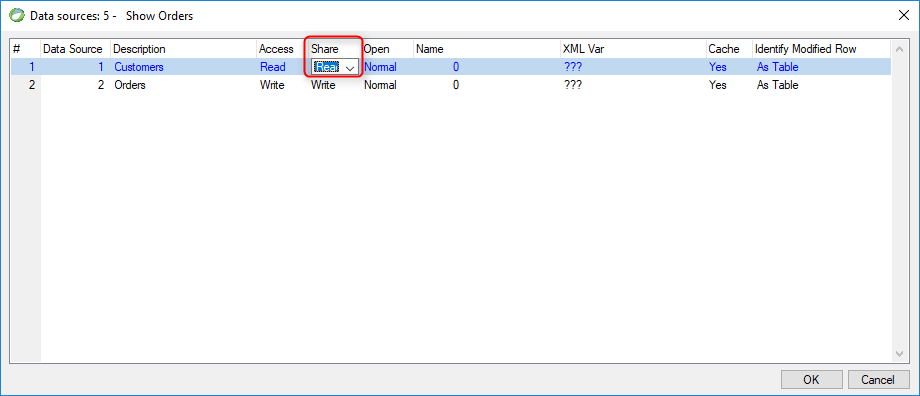 Data sources: 5 - Show Orders
# Data Source Description Access Share Open Name XML Var Cache Identify Modified Row
1 1 Customers Read Read Normal 0 ??? Yes As Table
2 2 Orders Write Write Normal 0 ??? Yes As Table
OK Cancel